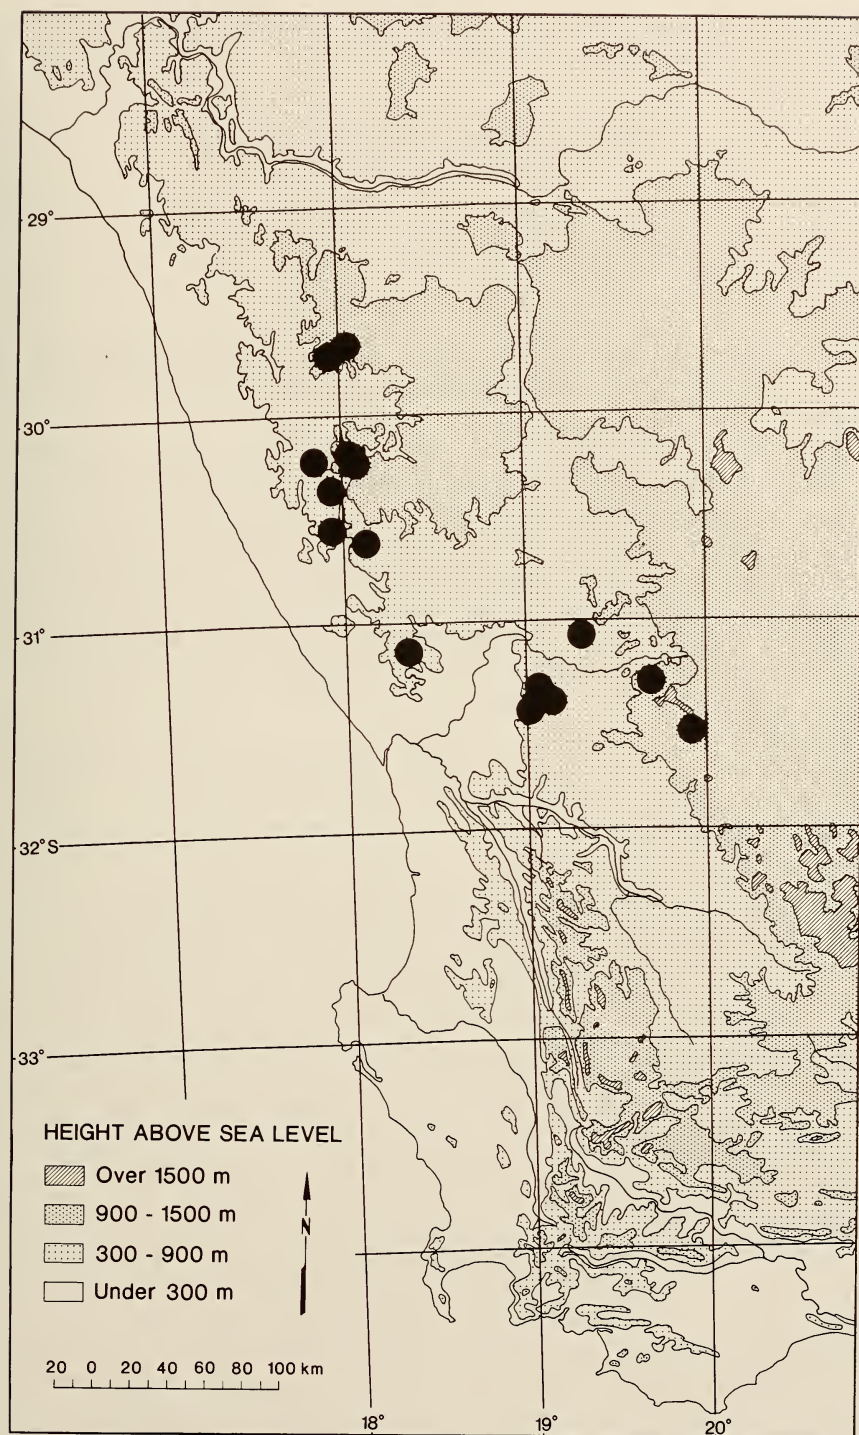 29°
30°
31°
32°S
33°
HEIGHT ABOVE SEA LEVEL
Over 1500 m
900 - 1500 m
300 - 900 m
Under 300 m
N
20 0 20 40 60 80 100 km
18° 19° 20°